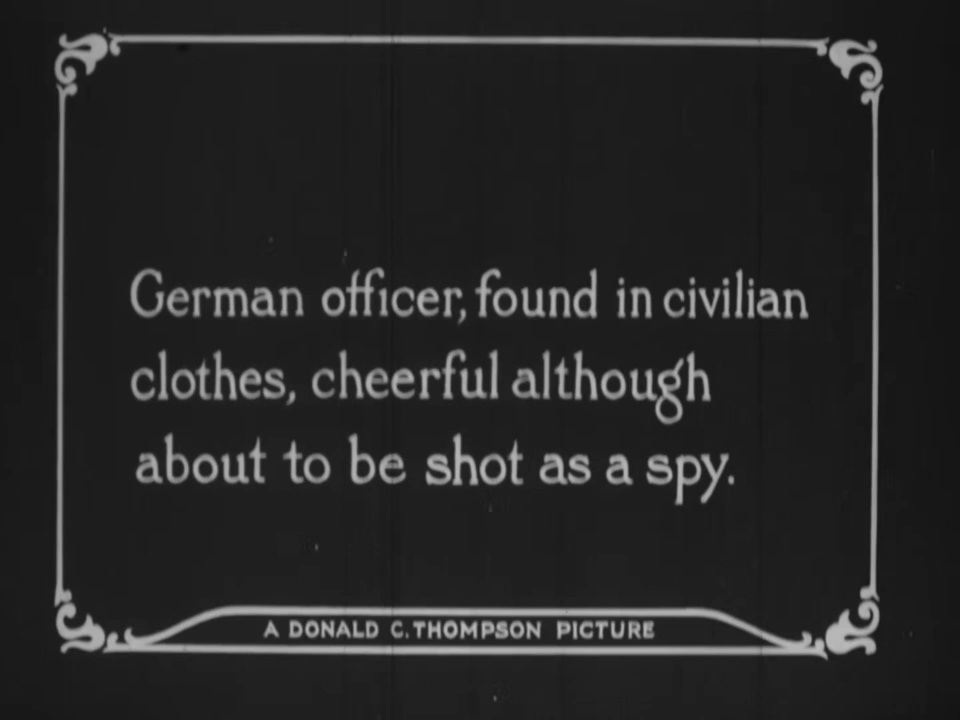 German officer, found in civilian
clothes, cheerful although
about to be shot as a spy.
A DONALD C. THOMPSON PICTURE